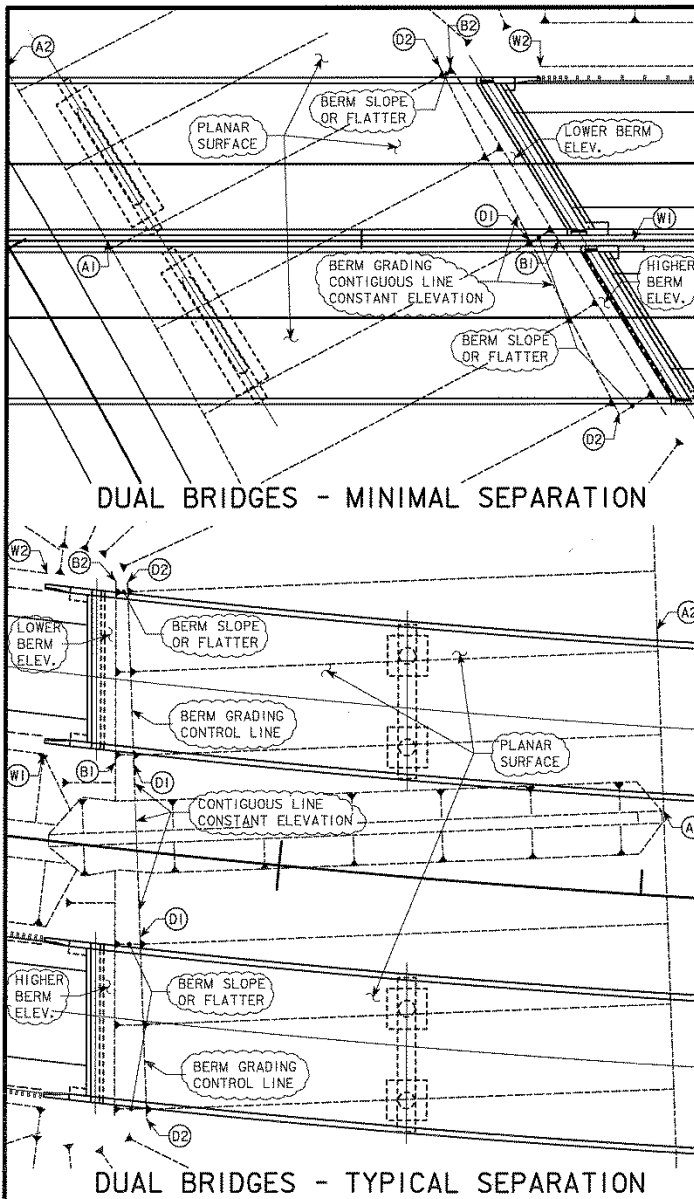 A2
D2
B2
W2
BERM SLOPE
OR FLATTER
PLANAR
SURFACE
LOWER BERM
ELEV.
D1
W1
A1
B1
BERM GRADING
CONTIGUOUS LINE
CONSTANT ELEVATION
HIGHER
BERM
ELEV.
BERM SLOPE
OR FLATTER
D2
DUAL BRIDGES - MINIMAL SEPARATION
W2
B2
D2
A2
LOWER
BERM
ELEV.
BERM SLOPE
OR FLATTER
BERM GRADING
CONTROL LINE
PLANAR
SURFACE
W1
B1
D1
CONTIGUOUS LINE
CONSTANT ELEVATION
A
D1
HIGHER
BERM
ELEV.
BERM SLOPE
OR FLATTER
BERM GRADING
CONTROL LINE
D2
DUAL BRIDGES - TYPICAL SEPARATION